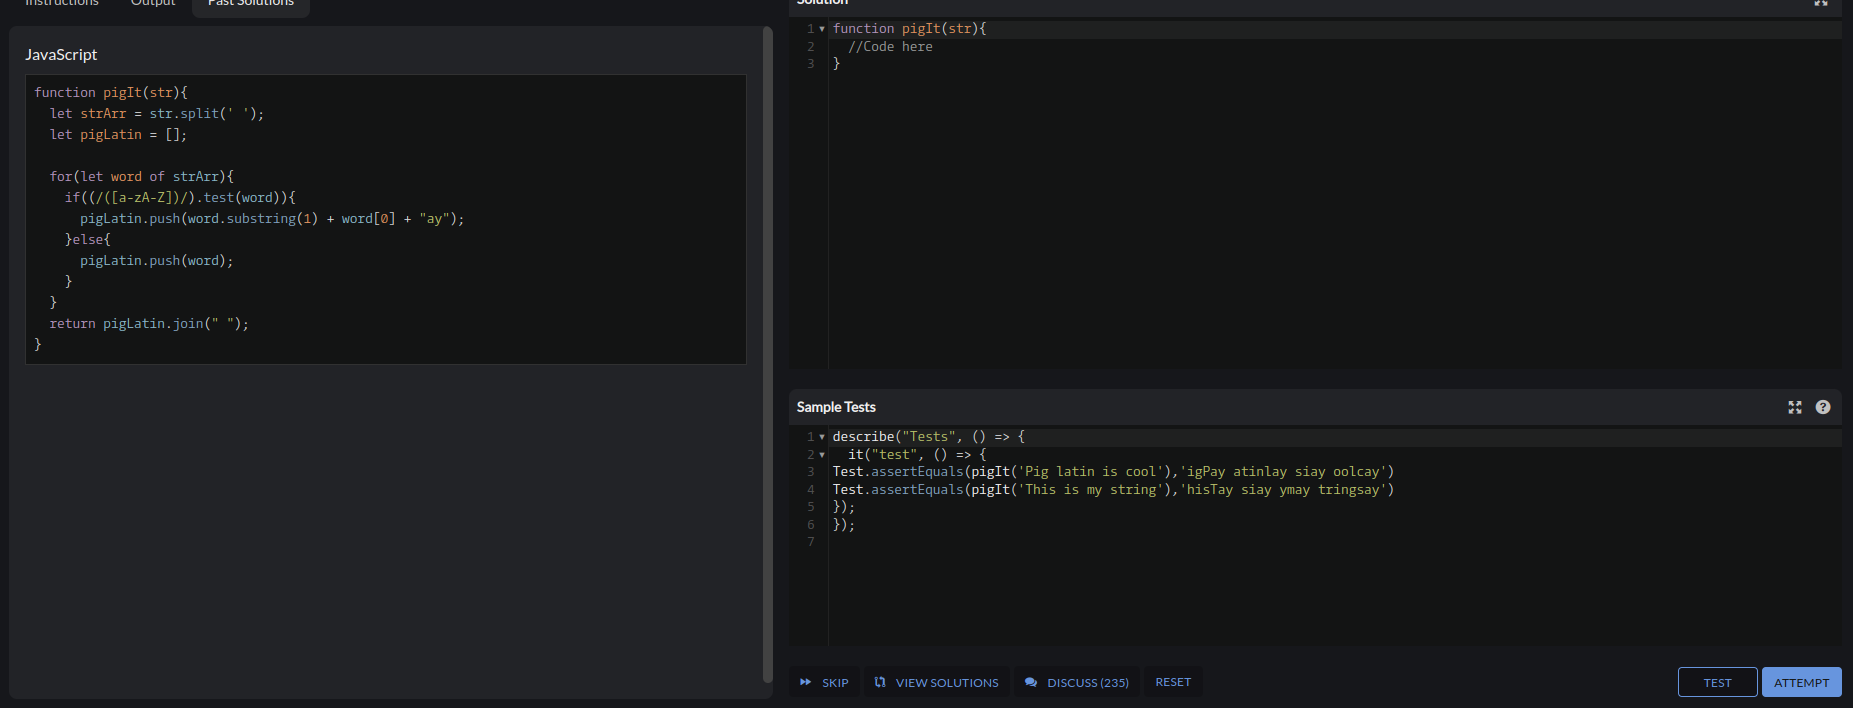 Instructions
Output
Past Solutions
JavaScript
function pigIt(str){
  let strArr = str.split(' ');
  let pigLatin = [];
  for(let word of strArr){
    if((/([a-zA-Z])/).test(word)){
      pigLatin.push(word.substring(1) + word[0] + "ay");
    }else{
      pigLatin.push(word);
    }
  }
  return pigLatin.join(" ");
}
Solution
1 function pigIt(str){
2   //Code here
3 }
Sample Tests
1 describe("Tests", () => {
2   it("test", () => {
3 Test.assertEquals(pigIt('Pig latin is cool'),'igPay atinlay siay oolcay')
4 Test.assertEquals(pigIt('This is my string'),'hisTay siay ymay tringsay')
5 });
6 });
7
SKIP
VIEW SOLUTIONS
DISCUSS (235)
RESET
TEST
ATTEMPT